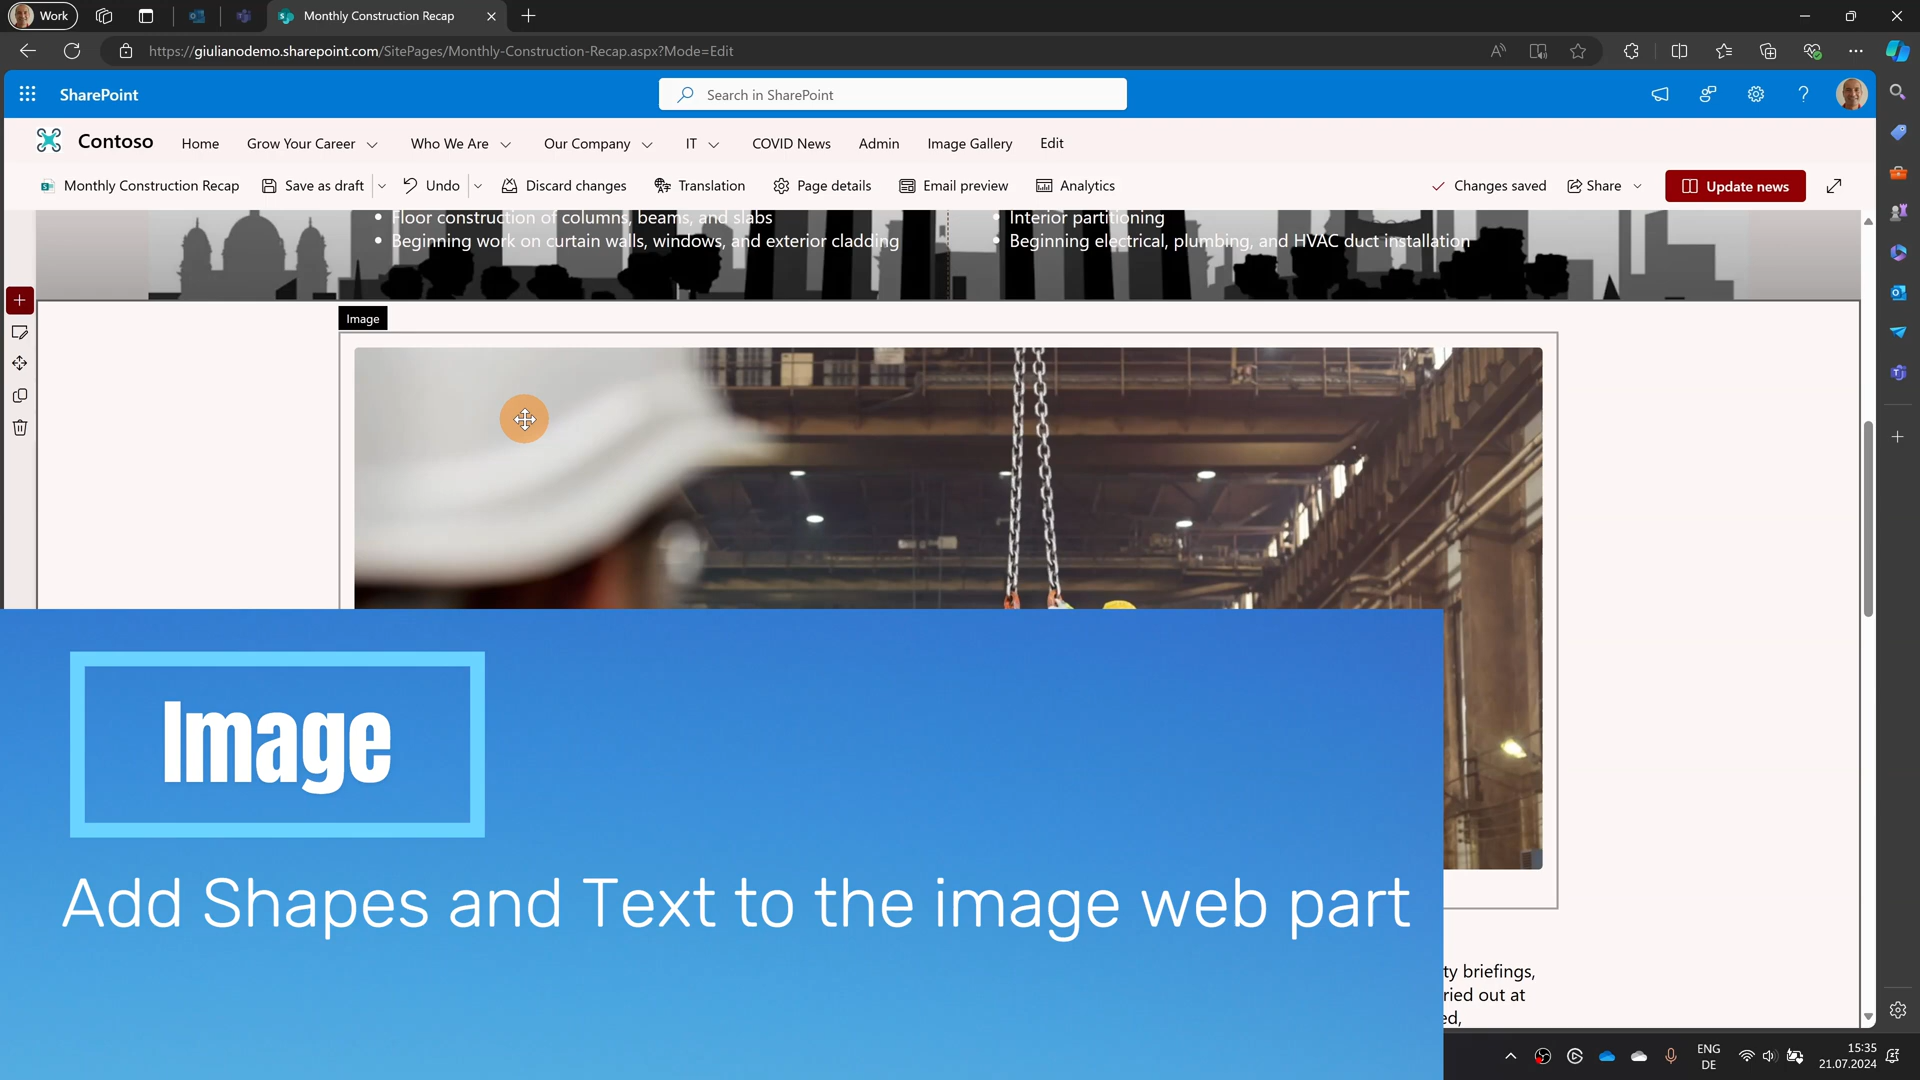 Work
Monthly Construction Recap
https://giulianodemo.sharepoint.com/SitePages/Monthly-Construction-Recap.aspx?Mode=Edit
SharePoint
Search in SharePoint
Contoso
Home
Grow Your Career
Who We Are
Our Company
IT
COVID News
Admin
Image Gallery
Edit
Monthly Construction Recap
Save as draft
Undo
Discard changes
Translation
Page details
Email preview
Analytics
Changes saved
Share
Update news
• Floor construction of columns, beams, and slabs
• Beginning work on curtain walls, windows, and exterior cladding
• Interior partitioning
• Beginning electrical, plumbing, and HVAC duct installation
Image
Image
Add Shapes and Text to the image web part
ty briefings,
ried out at
ed,
ENG
DE
15:35
21.07.2024